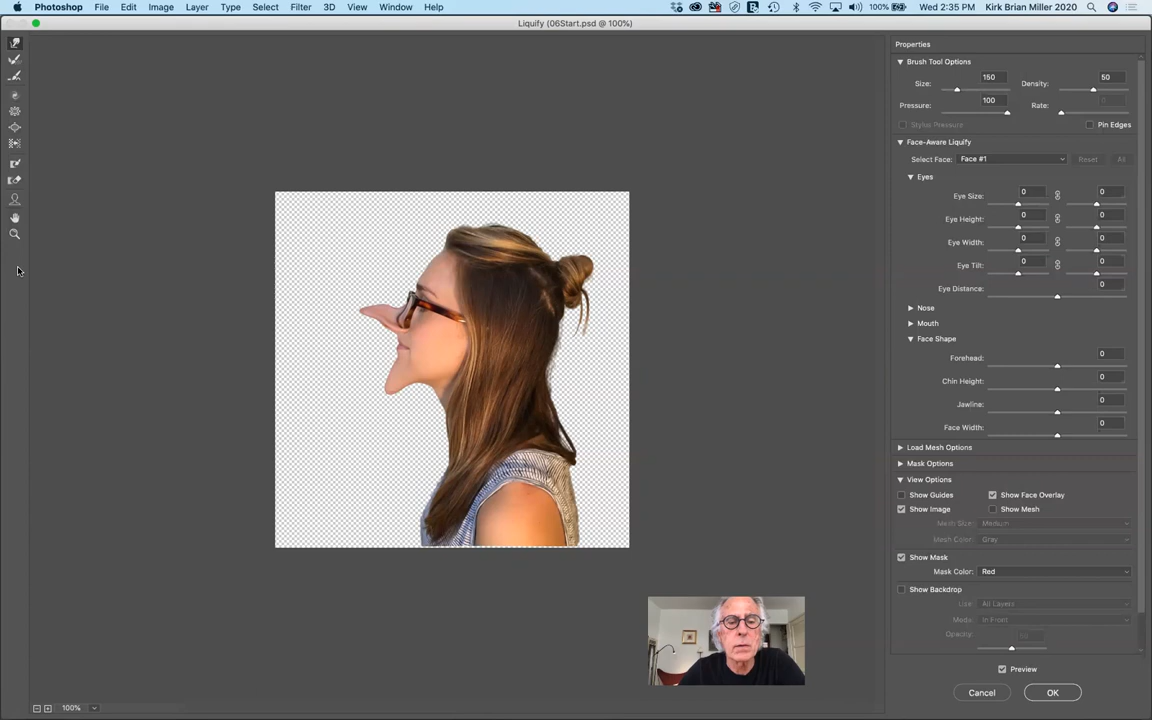 Photoshop File Edit Image Layer Type Select Filter 3D View Window Help 100% Wed 2:35 PM Kirk Brian Miller 2020
Liquify (06Start.psd @ 100%)
Properties
Brush Tool Options
Size: 150 Density: 50
Pressure: 100 Rate: 0
Stylus Pressure Pin Edges
Face-Aware Liquify
Select Face: Face #1 Reset All
Eyes
Eye Size: 0 0
Eye Height: 0 0
Eye Width: 0 0
Eye Tilt: 0 0
Eye Distance: 0
Nose
Mouth
Face Shape
Forehead: 0
Chin Height: 0
Jawline: 0
Face Width: 0
Load Mesh Options
Mask Options
View Options
Show Guides Show Face Overlay
Show Image Show Mesh
Mesh Size: Medium
Mesh Color: Gray
Show Mask
Mask Color: Red
Show Backdrop
Use: All Layers
Mode: In Front
Opacity:
Preview
Cancel OK
100%